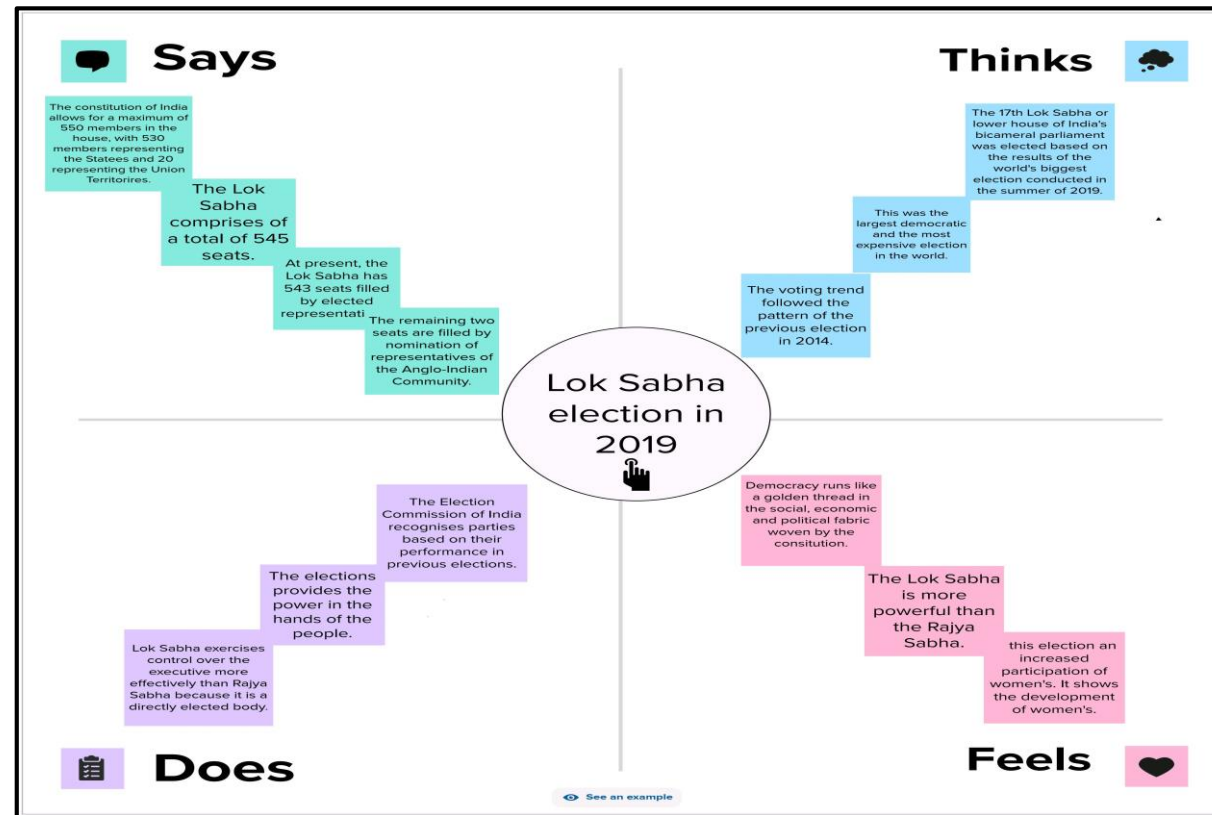 Says
The constitution of India
allows for a maximum of
550 members in the
house, with 530
members representing
the Statees and 20
representing the Union
Territorires.
The Lok
Sabha
comprises of
a total of 545
seats.
At present, the
Lok Sabha has
543 seats filled
by elected
representati
The remaining two
seats are filled by
nomination of
representatives of
the Anglo-Indian
Community.
Thinks
The 17th Lok Sabha or
lower house of India's
bicameral parliament
was elected based on
the results of the
world's biggest
election conducted in
the summer of 2019.
This was the
largest democratic
and the most
expensive election
in the world.
The voting trend
followed the
pattern of the
previous election
in 2014.
Lok Sabha
election in
2019
The Election
Commission of India
recognises parties
based on their
performance in
previous elections.
The elections
provides the
power in the
hands of the
people.
Lok Sabha exercises
control over the
executive more
effectively than Rajya
Sabha because it is a
directly elected body.
Does
Democracy runs like
a golden thread in
the social, economic
and political fabric
woven by the
consitution.
The Lok Sabha
is more
powerful than
the Rajya
Sabha.
this election an
increased
participation of
women's. It shows
the development
of women's.
Feels
See an example